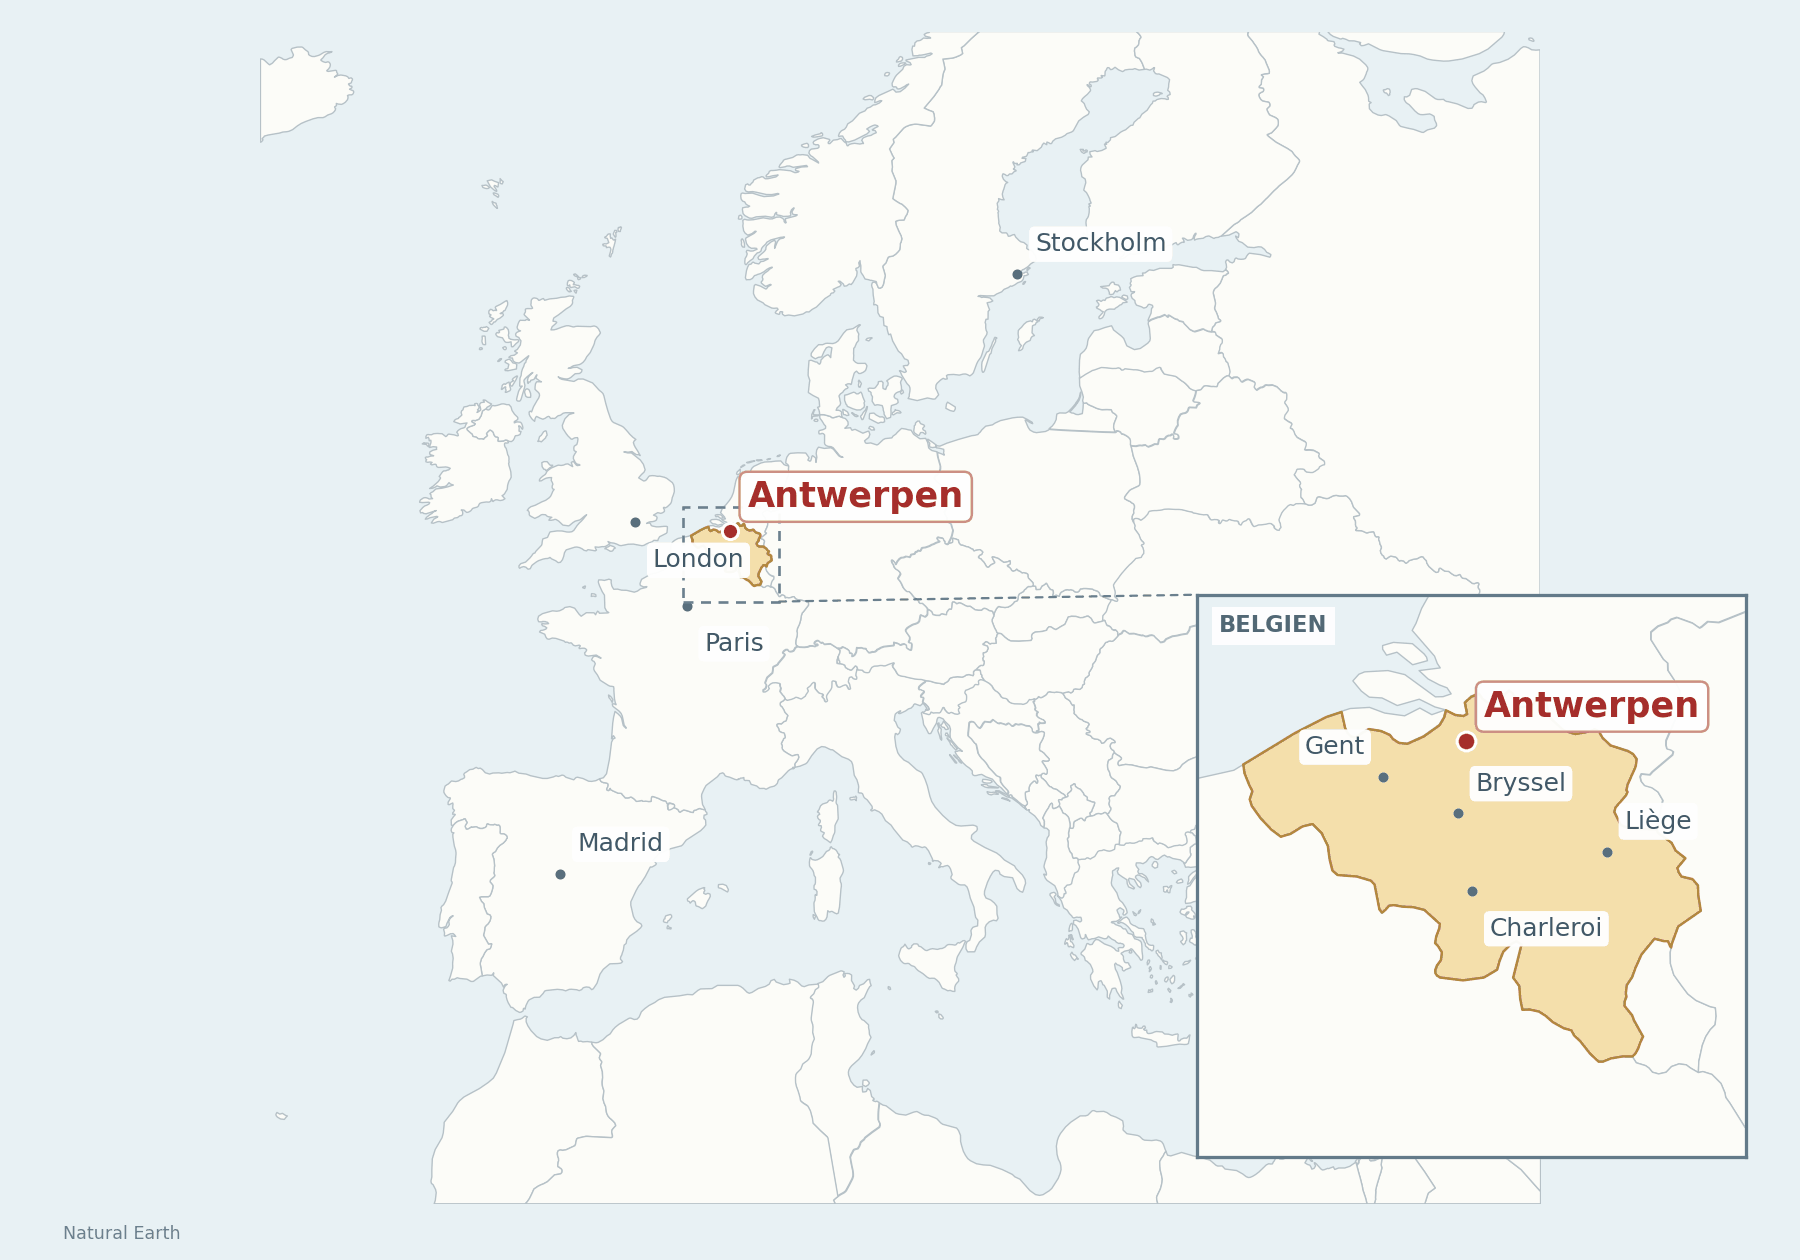 Stockholm
Antwerpen
London
Paris
Madrid
BELGIEN
Antwerpen
Gent
Bryssel
Liège
Charleroi
Natural Earth